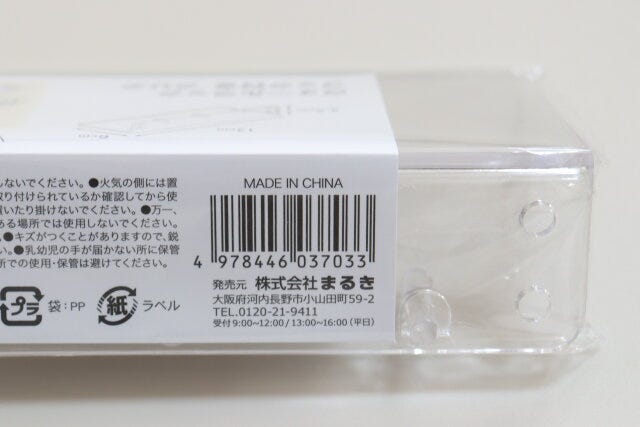 13cm
6cm
しないでください。●火気の側には置
取り付けられているか確認してから使
置いたり掛けないでください。●万一、
ある場所では使用しないでください。
●キズがつくことがありますので、鋭
い。●乳幼児の手が届かない所に保管
所での使用・保管は避けてください。
プラ 袋：PP 紙 ラベル
MADE IN CHINA
4 978446 037033
発売元 株式会社 まるき
大阪府河内長野市小山田町59-2
TEL.0120-21-9411
受付 9:00~12:00 / 13:00~16:00 (平日)